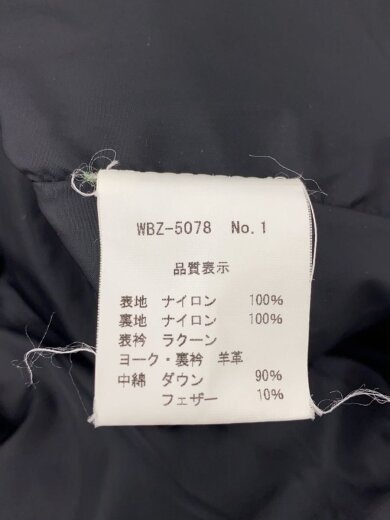 WBZ-5078 No.1
品質表示
表地 ナイロン 100%
裏地 ナイロン 100%
表衿 ラクーン
ヨーク・裏衿 羊革
中綿 ダウン 90%
フェザー 10%